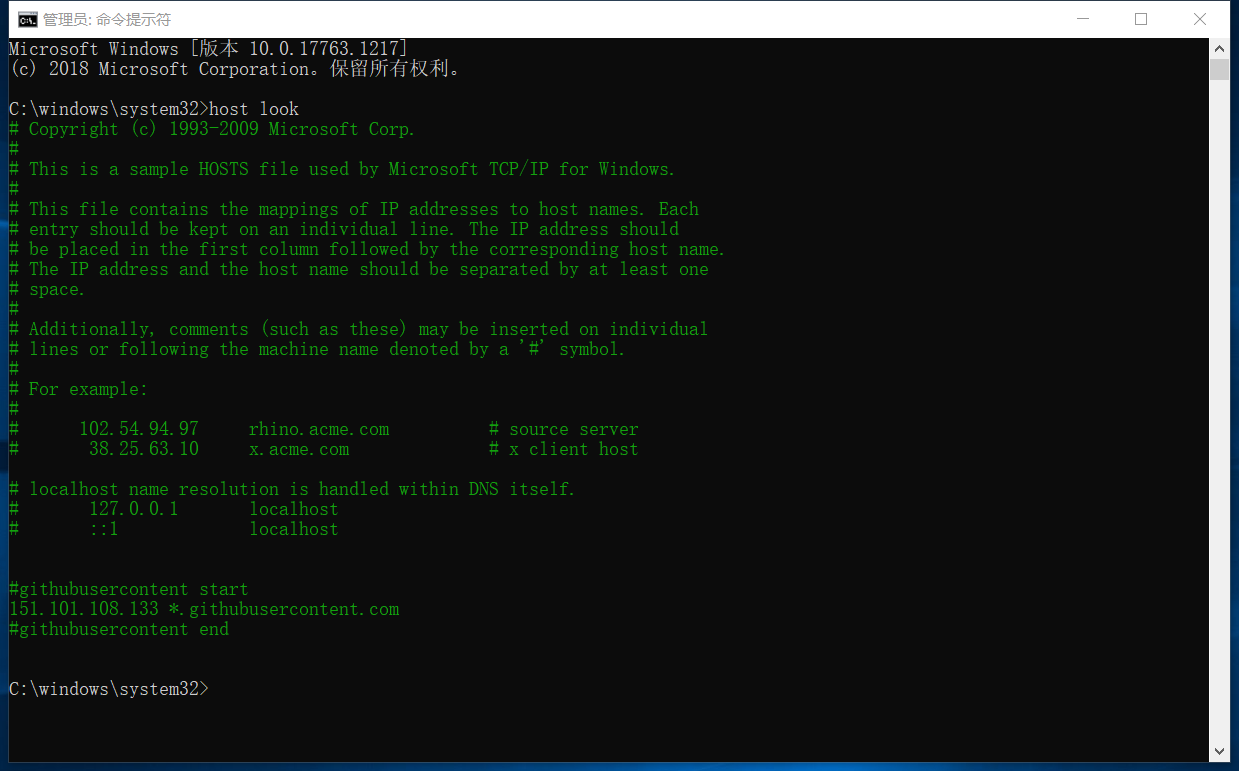 管理员: 命令提示符
Microsoft Windows [版本 10.0.17763.1217]
(c) 2018 Microsoft Corporation。保留所有权利。
C:\windows\system32>host look
# Copyright (c) 1993-2009 Microsoft Corp.
#
# This is a sample HOSTS file used by Microsoft TCP/IP for Windows.
#
# This file contains the mappings of IP addresses to host names. Each
# entry should be kept on an individual line. The IP address should
# be placed in the first column followed by the corresponding host name.
# The IP address and the host name should be separated by at least one
# space.
#
# Additionally, comments (such as these) may be inserted on individual
# lines or following the machine name denoted by a '#' symbol.
#
# For example:
#
#      102.54.94.97     rhino.acme.com          # source server
#       38.25.63.10     x.acme.com              # x client host
# localhost name resolution is handled within DNS itself.
#       127.0.0.1       localhost
#       ::1             localhost
#githubusercontent start
151.101.108.133 *.githubusercontent.com
#githubusercontent end
C:\windows\system32>